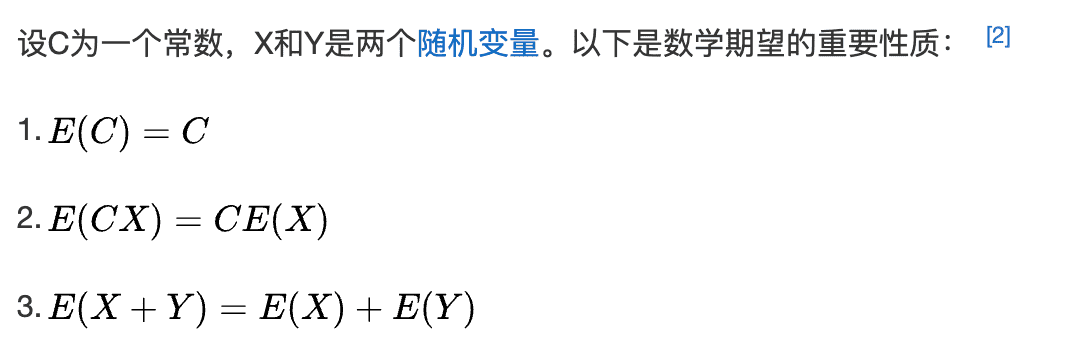 设C为一个常数，X和Y是两个随机变量。以下是数学期望的重要性质： [2]
1. E(C) = C
2. E(CX) = CE(X)
3. E(X + Y) = E(X) + E(Y)